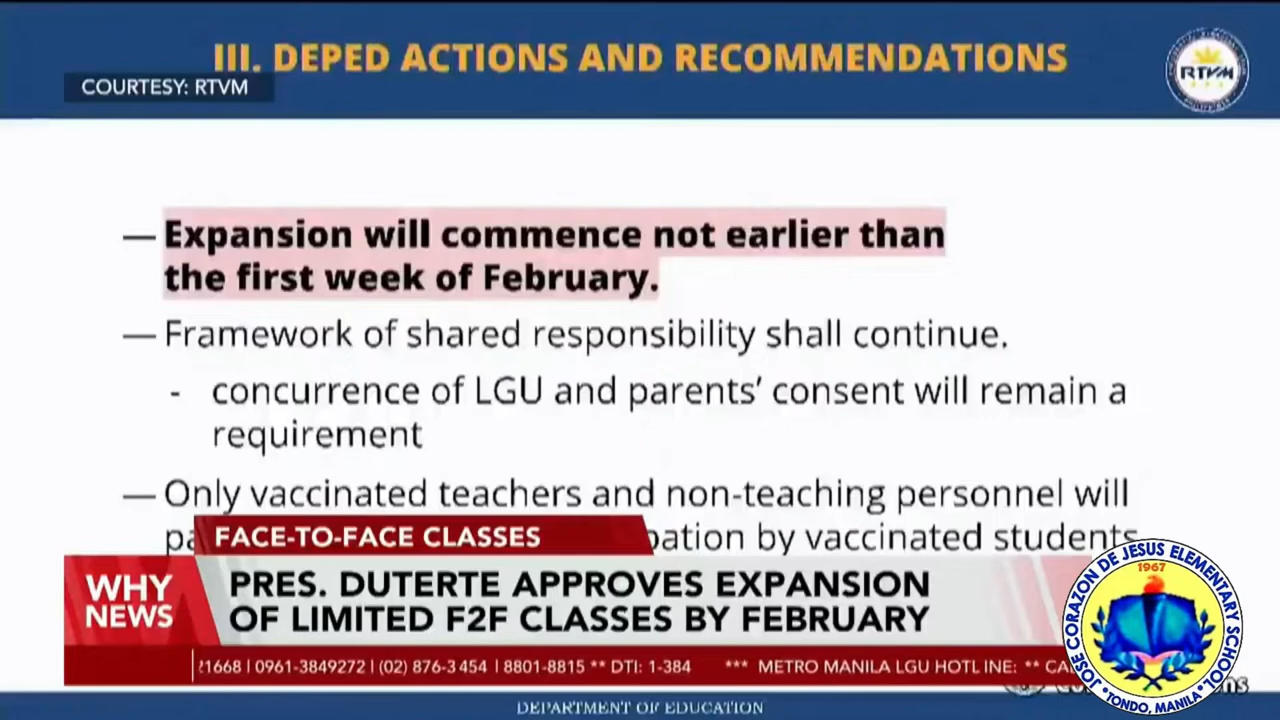 III. DEPED ACTIONS AND RECOMMENDATIONS
COURTESY: RTVM
RTVM
— Expansion will commence not earlier than
the first week of February.
— Framework of shared responsibility shall continue.
- concurrence of LGU and parents’ consent will remain a
requirement
— Only vaccinated teachers and non-teaching personnel will
by vaccinated students
FACE-TO-FACE CLASSES
WHY
NEWS
PRES. DUTERTE APPROVES EXPANSION
OF LIMITED F2F CLASSES BY FEBRUARY
1668 | 0961-3849272 | (02) 876-3454 | 8801-8815 ** DTI: 1-384 *** METRO MANILA LGU HOTLINE: **
JOSE CORAZON DE JESUS ELEMENTARY SCHOOL
1967
TONDO, MANILA
DEPARTMENT OF EDUCATION